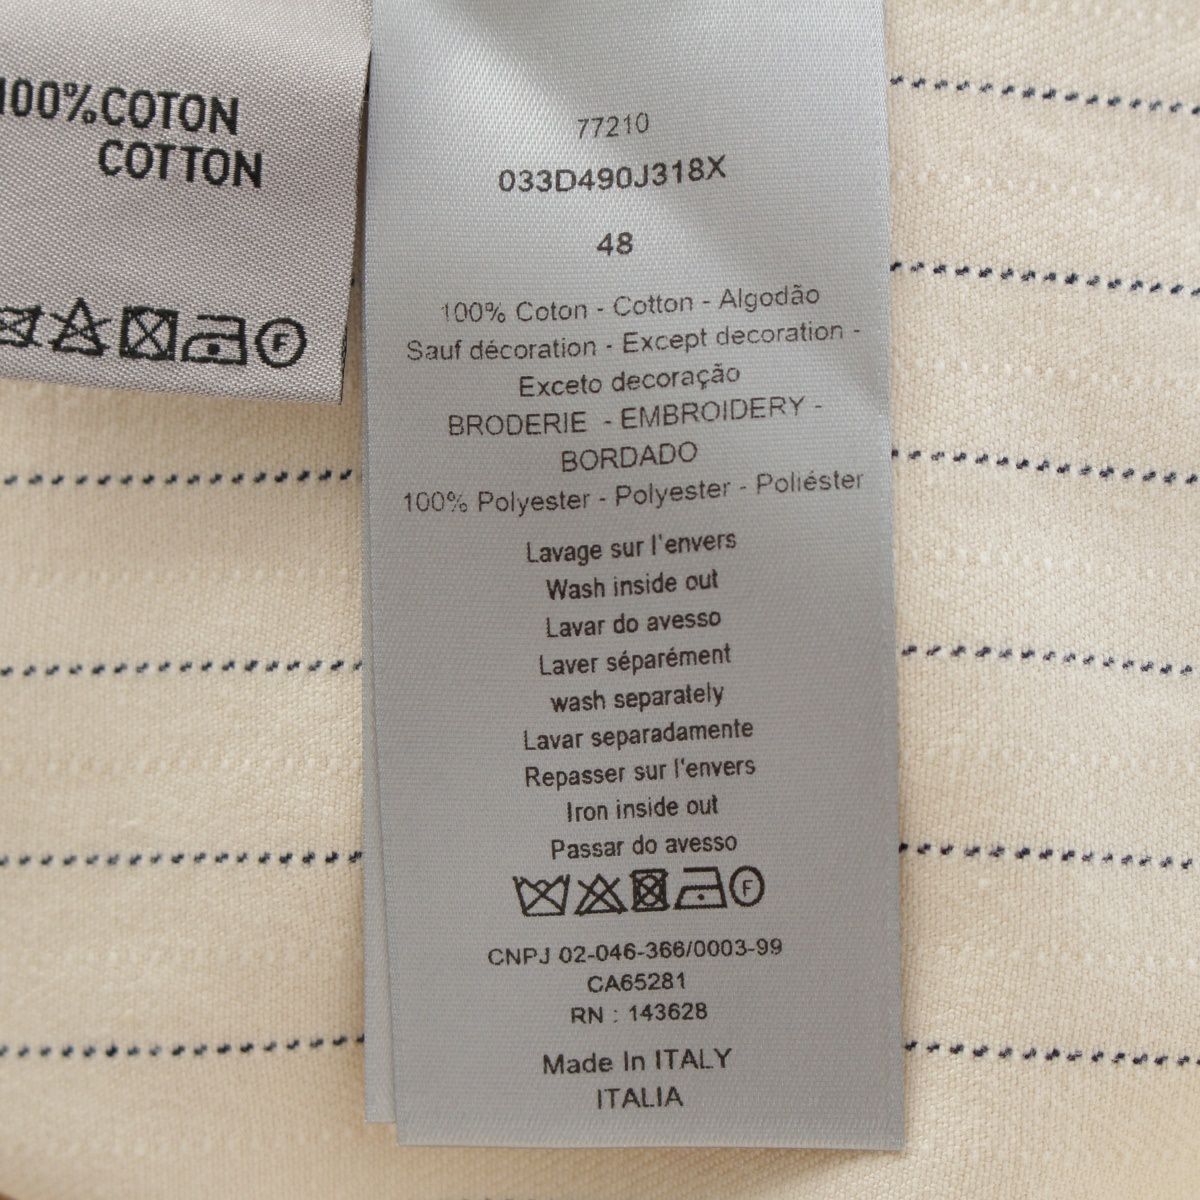 100%COTON
COTTON
F
77210
033D490J318X
48
100% Coton - Cotton - Algodão
Sauf décoration - Except decoration -
Exceto decoração
BRODERIE - EMBROIDERY -
BORDADO
100% Polyester - Polyester - Poliéster
Lavage sur l'envers
Wash inside out
Lavar do avesso
Laver séparément
wash separately
Lavar separadamente
Repasser sur l'envers
Iron inside out
Passar do avesso
F
CNPJ 02-046-366/0003-99
CA65281
RN : 143628
Made In ITALY
ITALIA